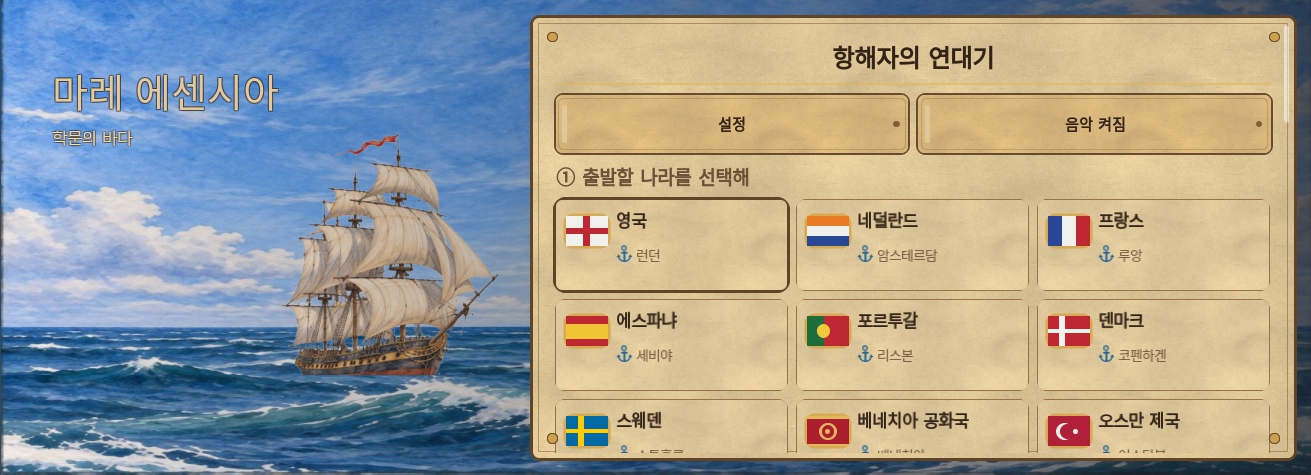 마레 에센시아
학문의 바다
항해자의 연대기
설정
음악 켜짐
① 출발할 나라를 선택해
영국
런던
네덜란드
암스테르담
프랑스
루앙
에스파냐
세비야
포르투갈
리스본
덴마크
코펜하겐
스웨덴
베네치아 공화국
오스만 제국